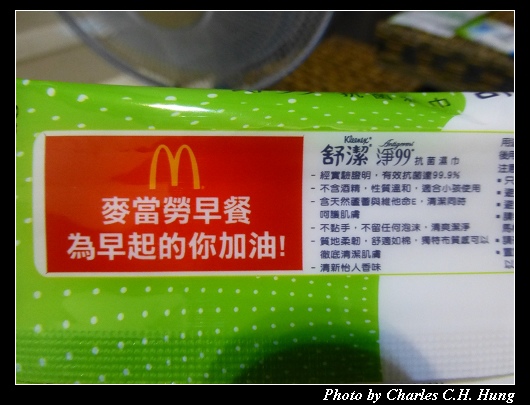 麥當勞早餐
為早起的你加油!
Kleenex
舒潔 淨99 抗菌濕巾
- 經實驗證明，有效抗菌達99.9%
- 不含酒精，性質溫和，適合小孩使用
- 含天然蘆薈與維他命E，清潔同時
呵護肌膚
- 不黏手，不留任何泡沫，清爽潔淨
- 質地柔韌，舒適如棉，獨特布質感可以
徹底清潔肌膚
- 清新怡人香味
Photo by Charles C.H. Hung